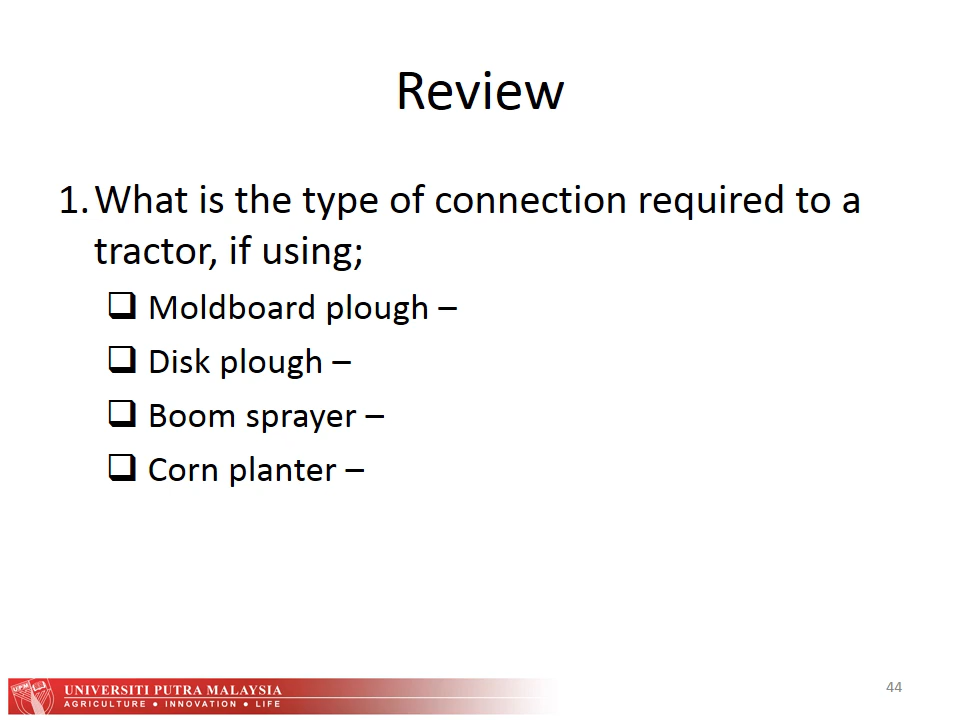 Review
1. What is the type of connection required to a
tractor, if using;
❑ Moldboard plough –
❑ Disk plough –
❑ Boom sprayer –
❑ Corn planter –
UPM
UNIVERSITI PUTRA MALAYSIA
AGRICULTURE ● INNOVATION ● LIFE
44